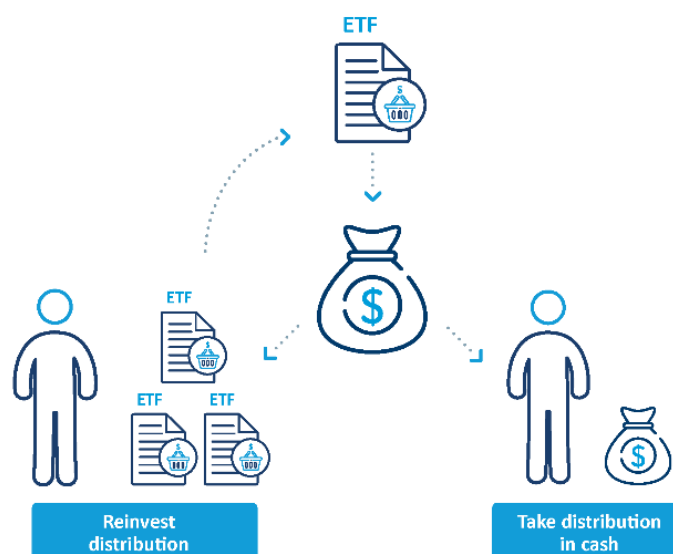 ETF
$
$
ETF
$
ETF
ETF
$
$
$
Reinvest
distribution
Take distribution
in cash